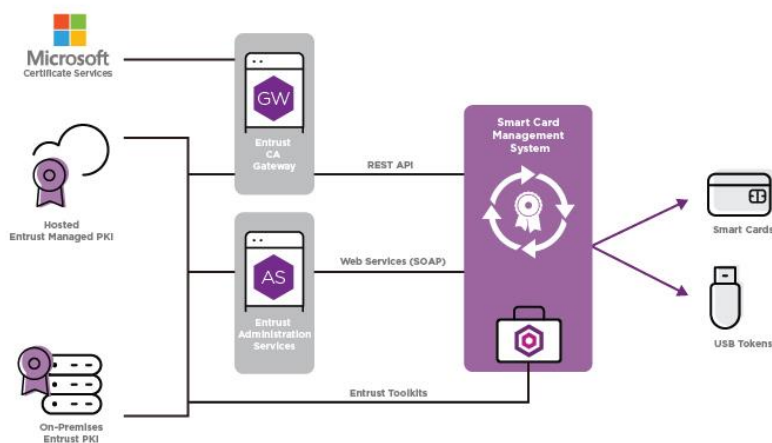 Microsoft
Certificate Services
GW
Entrust
CA
Gateway
REST API
Smart Card
Management
System
Hosted
Entrust Managed PKI
Smart Cards
AS
Web Services (SOAP)
Entrust
Administration
Services
USB Tokens
Entrust Toolkits
On-Premises
Entrust PKI